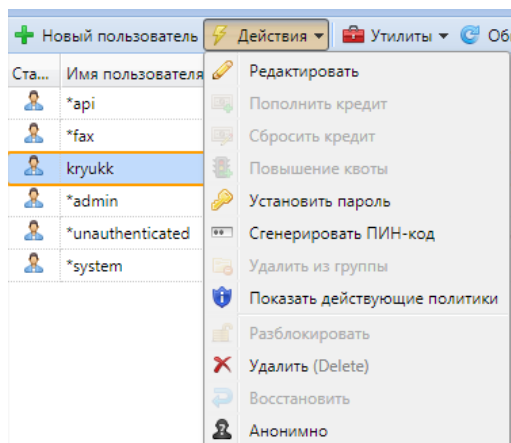 Новый пользователь Действия Утилиты Об
Ста... Имя пользователя
*api
*fax
kryukk
*admin
*unauthenticated
*system
Редактировать
Пополнить кредит
Сбросить кредит
Повышение квоты
Установить пароль
Сгенерировать ПИН-код
Удалить из группы
Показать действующие политики
Разблокировать
Удалить (Delete)
Восстановить
Анонимно